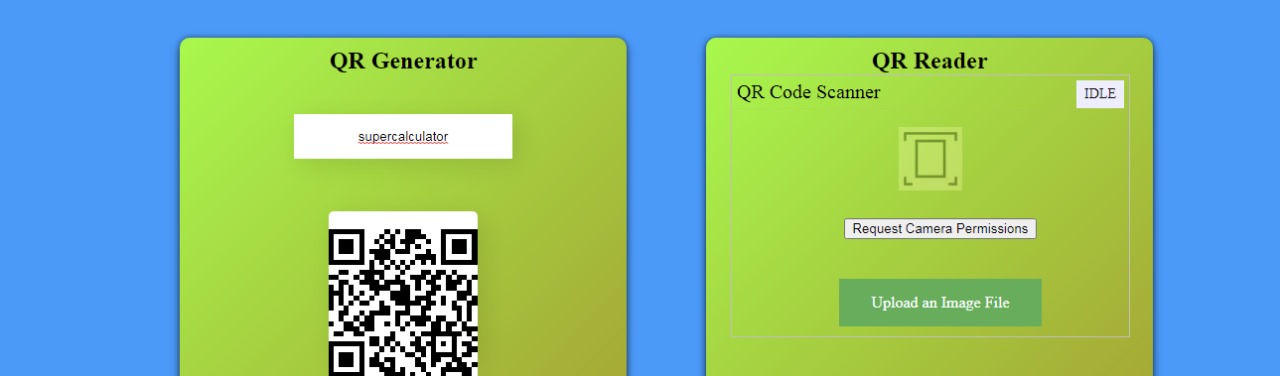 QR Generator
supercalculator
QR Reader
QR Code Scanner
IDLE
Request Camera Permissions
Upload an Image File